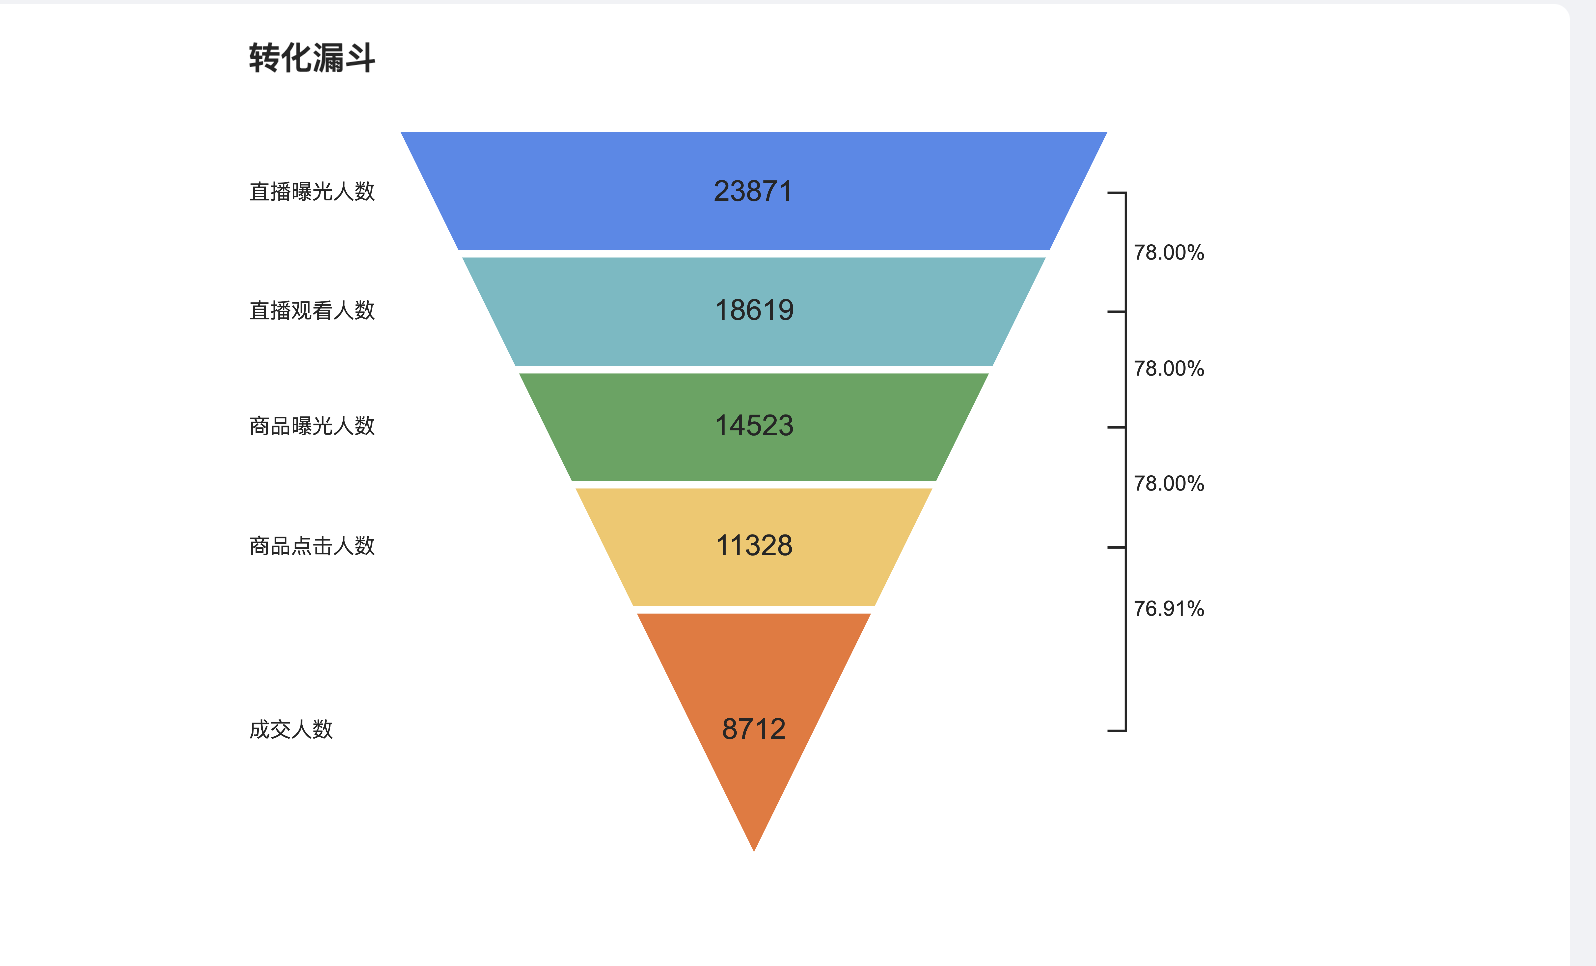 转化漏斗
直播曝光人数 23871
78.00%
直播观看人数 18619
78.00%
商品曝光人数 14523
78.00%
商品点击人数 11328
76.91%
成交人数 8712